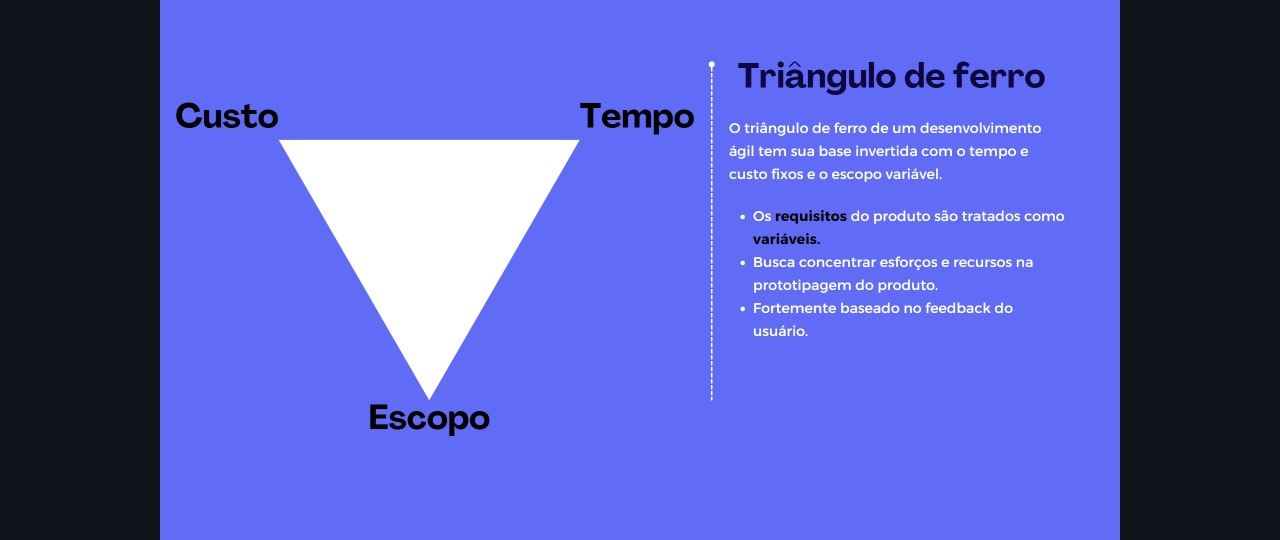 Custo
Tempo
Escopo
Triângulo de ferro
O triângulo de ferro de um desenvolvimento
ágil tem sua base invertida com o tempo e
custo fixos e o escopo variável.
• Os requisitos do produto são tratados como
variáveis.
• Busca concentrar esforços e recursos na
prototipagem do produto.
• Fortemente baseado no feedback do
usuário.